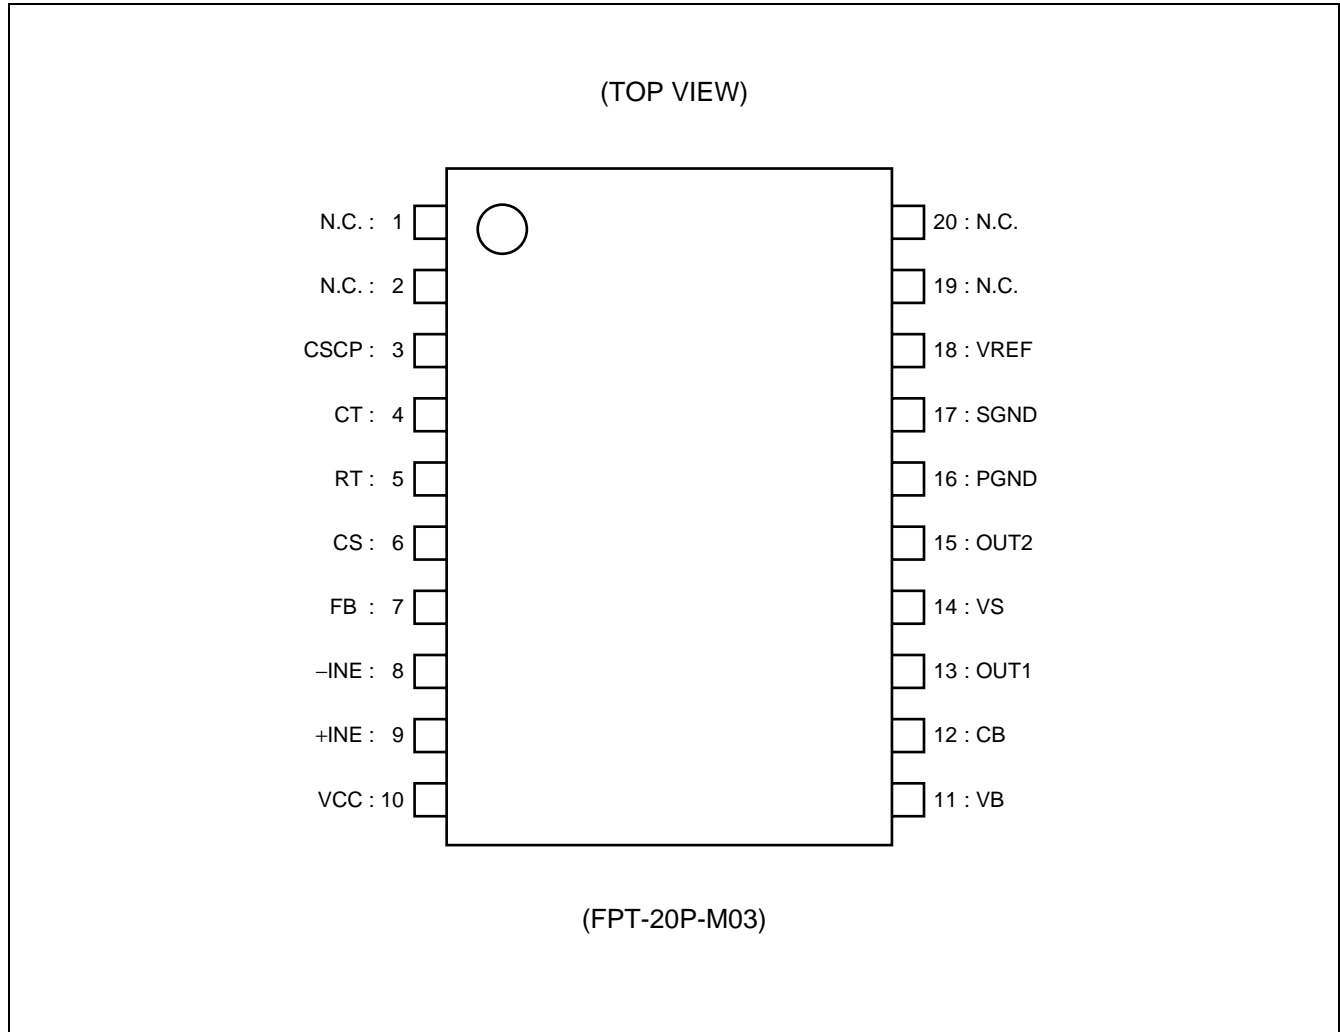 (TOP VIEW)
N.C. : 1
20 : N.C.
N.C. : 2
19 : N.C.
CSCP : 3
18 : VREF
CT : 4
17 : SGND
RT : 5
16 : PGND
CS : 6
15 : OUT2
FB : 7
14 : VS
−INE : 8
13 : OUT1
+INE : 9
12 : CB
VCC : 10
11 : VB
(FPT-20P-M03)